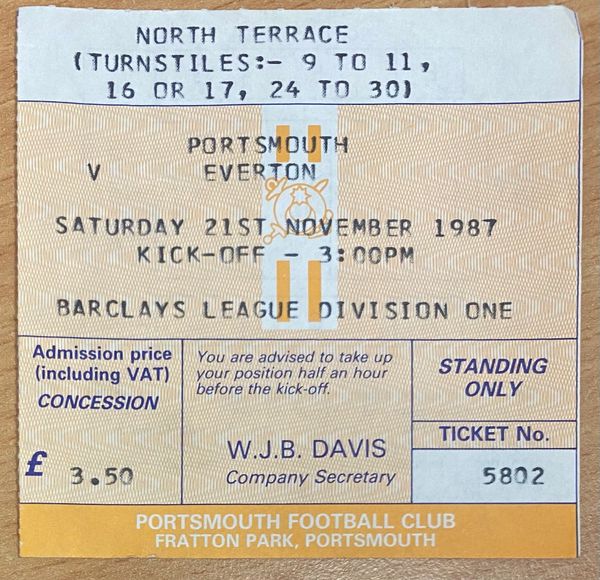 NORTH TERRACE
(TURNSTILES:- 9 TO 11,
16 OR 17, 24 TO 30)
PORTSMOUTH
V EVERTON
SATURDAY 21ST NOVEMBER 1987
KICK-OFF - 3:00PM
BARCLAYS LEAGUE DIVISION ONE
Admission price
(including VAT)
CONCESSION
£ 3.50
You are advised to take up
your position half an hour
before the kick-off.
W.J.B. DAVIS
Company Secretary
STANDING
ONLY
TICKET No.
5802
PORTSMOUTH FOOTBALL CLUB
FRATTON PARK, PORTSMOUTH